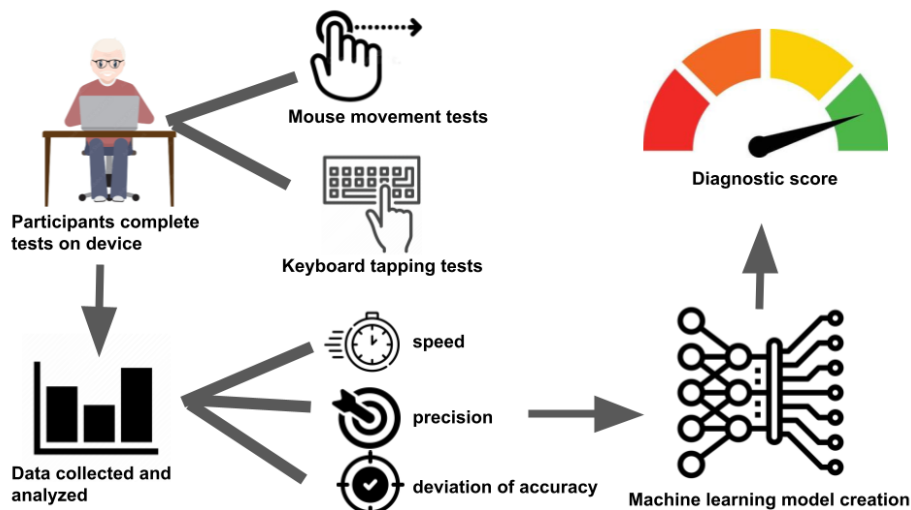 Mouse movement tests
Participants complete
tests on device
Keyboard tapping tests
Diagnostic score
Data collected and
analyzed
speed
precision
deviation of accuracy
Machine learning model creation